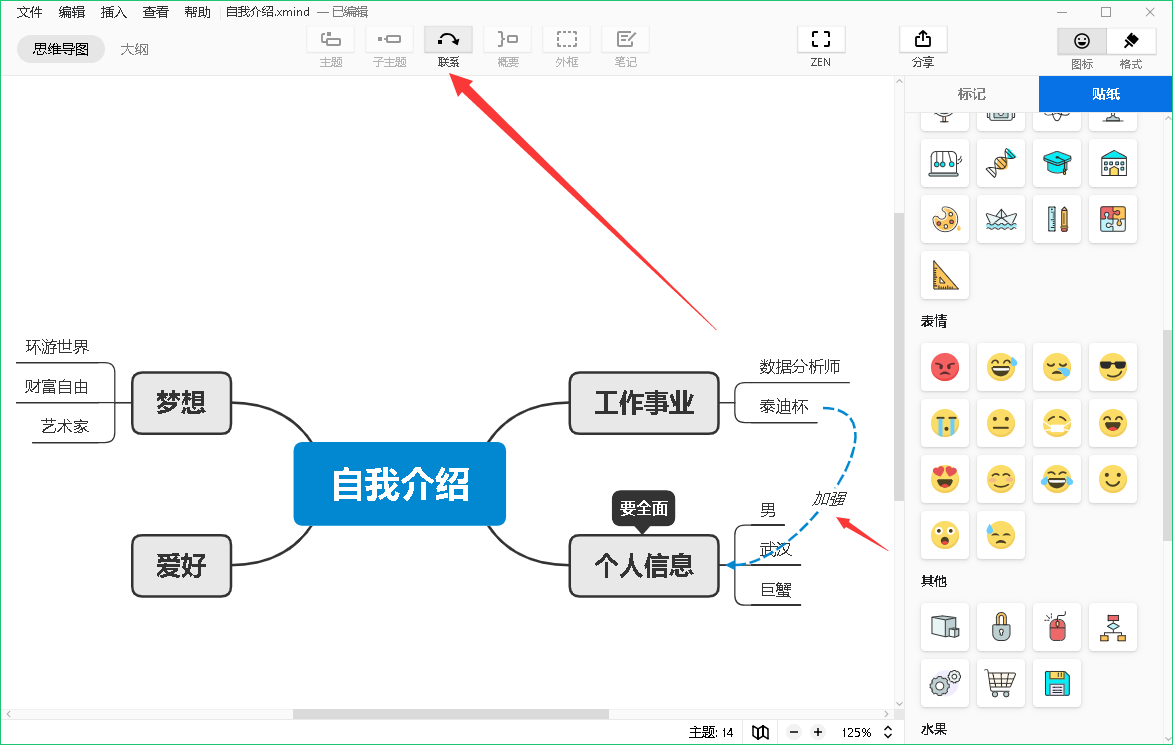 文件 编辑 插入 查看 帮助 自我介绍.xmind — 已编辑
思维导图 大纲
主题 子主题 联系 概要 外框 笔记 ZEN 分享 图标 格式
标记 贴纸
表情
其他
水果
环游世界
财富自由
艺术家
梦想
爱好
自我介绍
工作事业
数据分析师
泰迪杯
加强
要全面
个人信息
男
武汉
巨蟹
主题: 14 125%